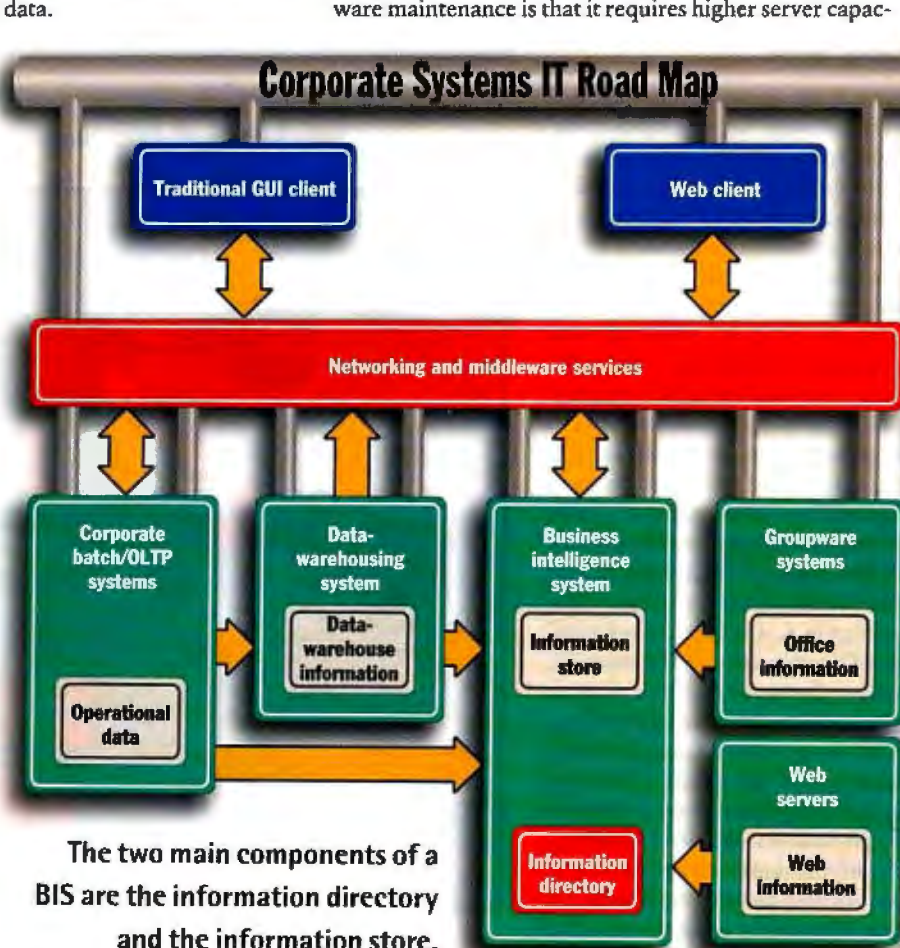 data.
ware maintenance is that it requires higher server capac-
Corporate Systems IT Road Map
Traditional GUI client
Web client
Networking and middleware services
Corporate
batch/OLTP
systems
Operational
data
Data-
warehousing
system
Data-
warehouse
information
Business
intelligence
system
Information
store
Information
directory
Groupware
systems
Office
information
Web
servers
Web
information
The two main components of a
BIS are the information directory
and the information store.